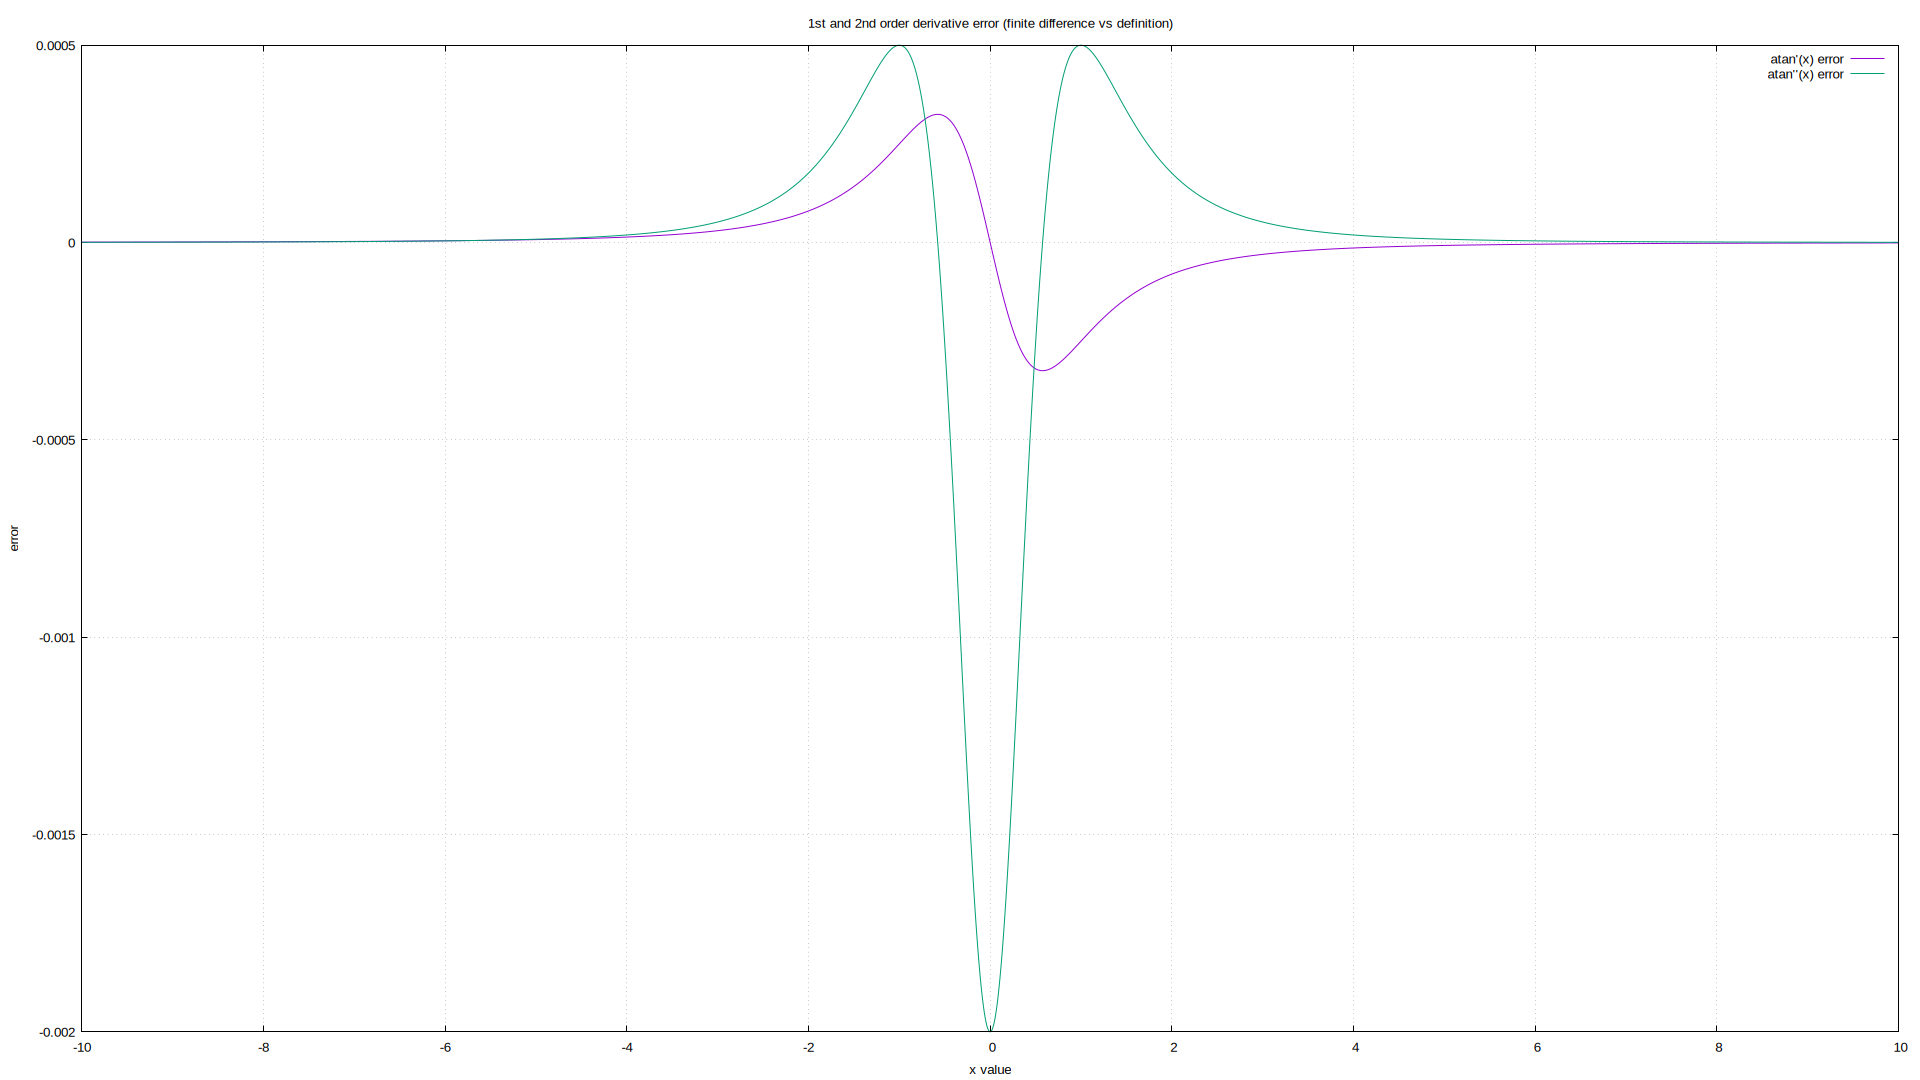 1st and 2nd order derivative error (finite difference vs definition)
atan'(x) error
atan''(x) error
0.0005
0
-0.0005
-0.001
-0.0015
-0.002
error
-10 -8 -6 -4 -2 0 2 4 6 8 10
x value